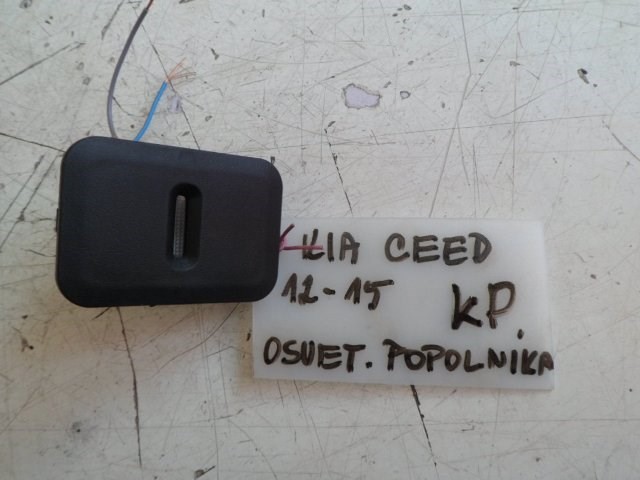 KIA CEED
12-15 KP.
OSVET. POPOLNIKA